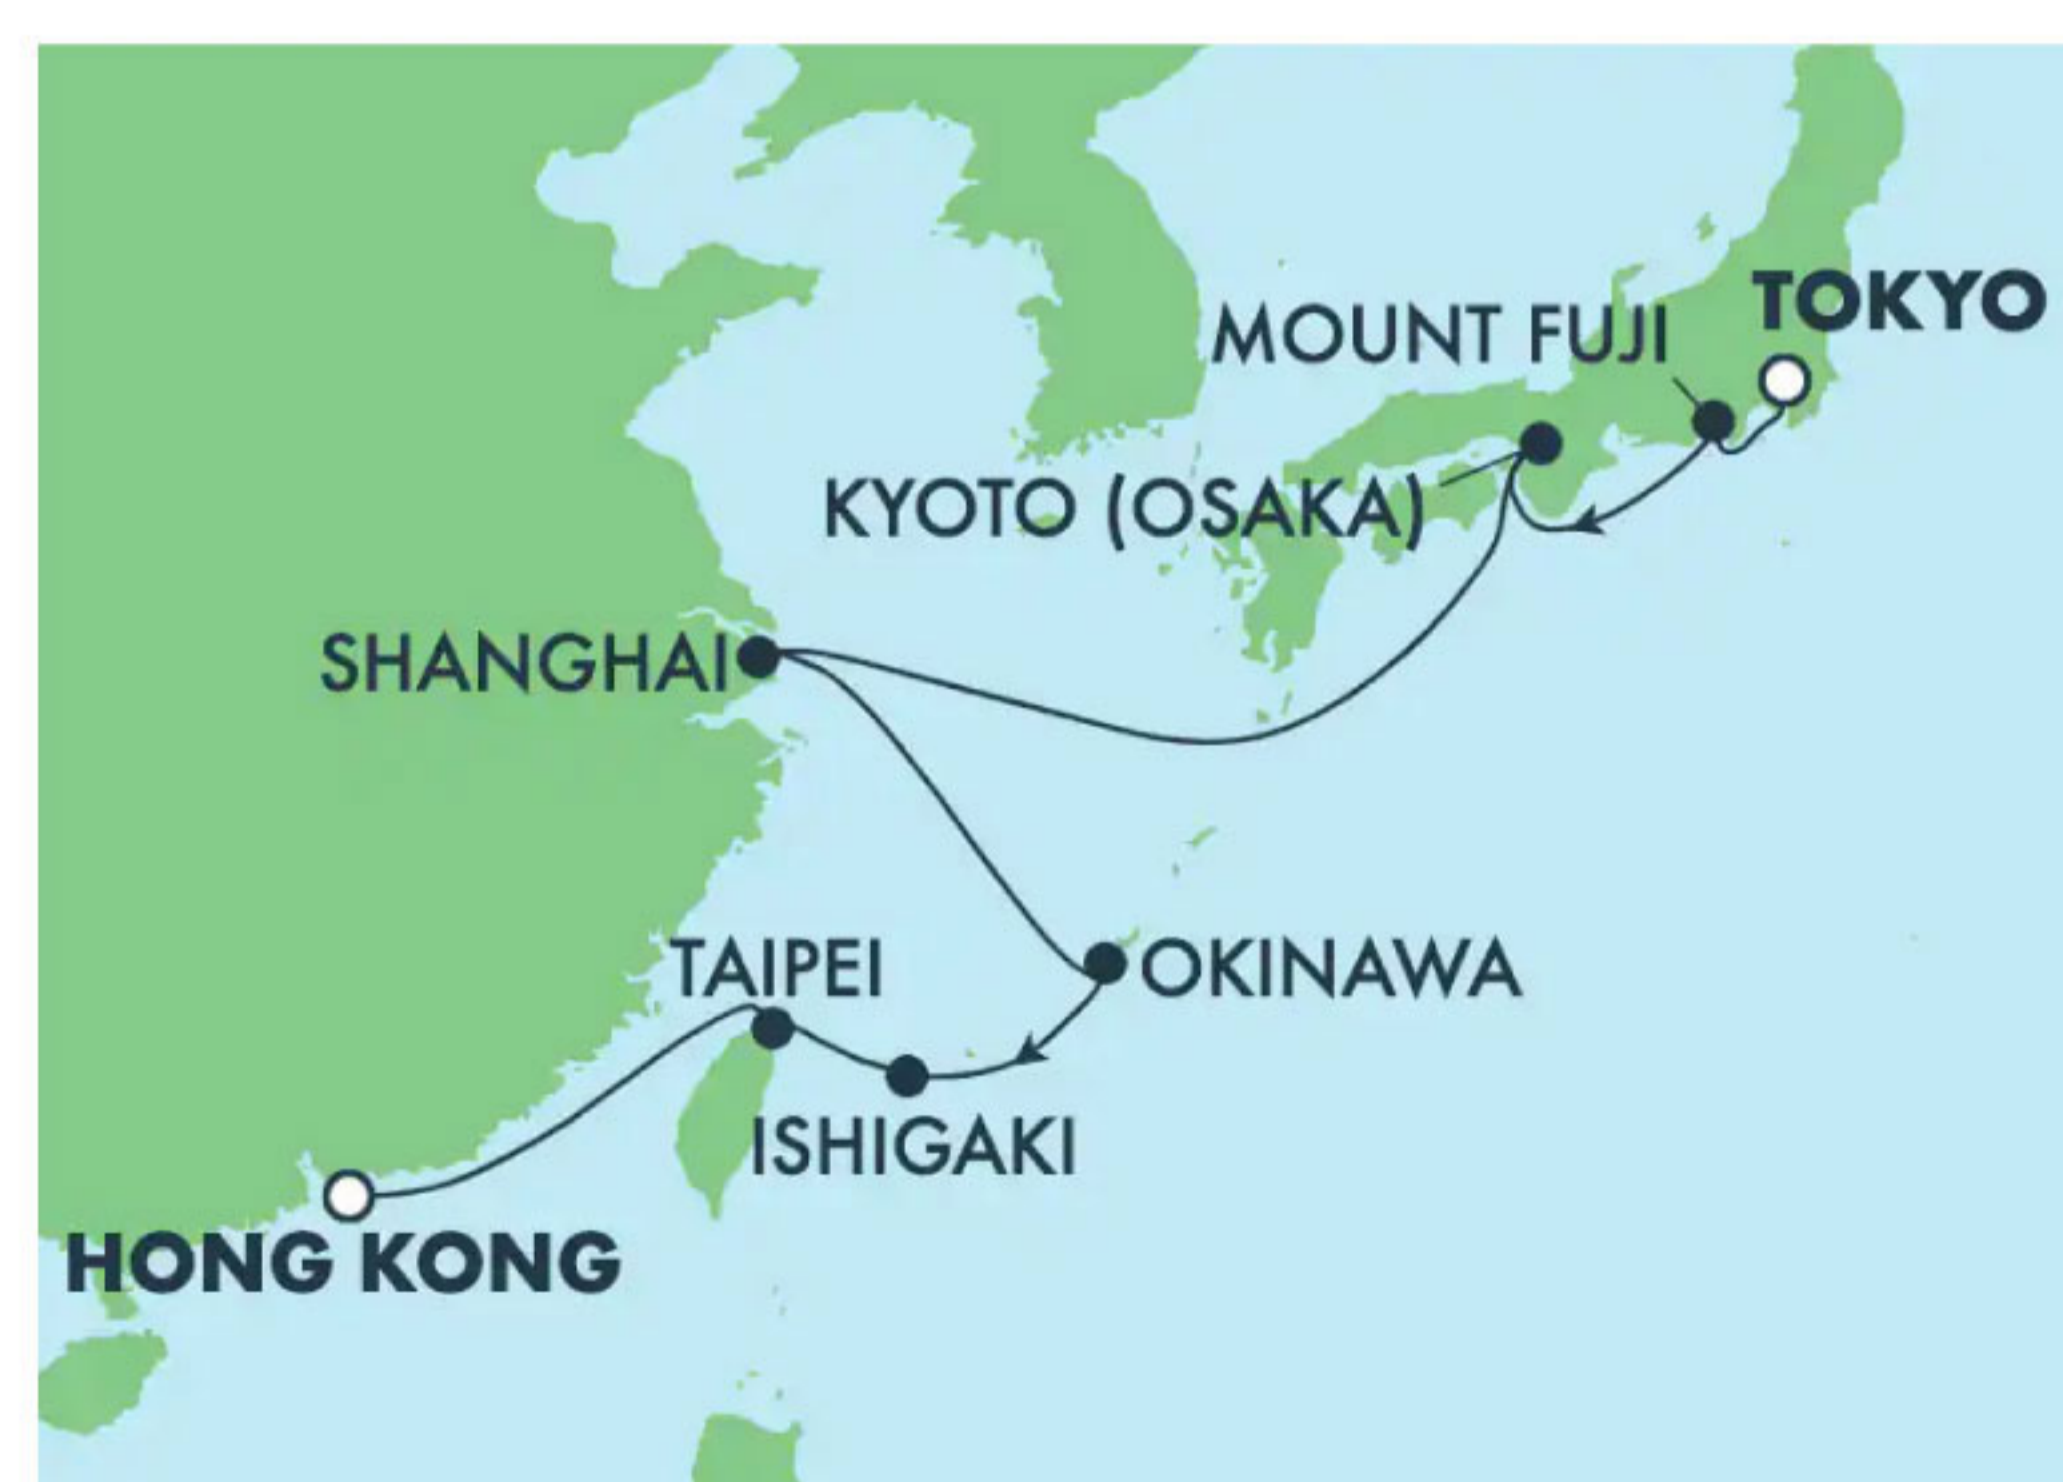 TOKYO
MOUNT FUJI
KYOTO (OSAKA)
SHANGHAI
TAIPEI
OKINAWA
ISHIGAKI
HONG KONG